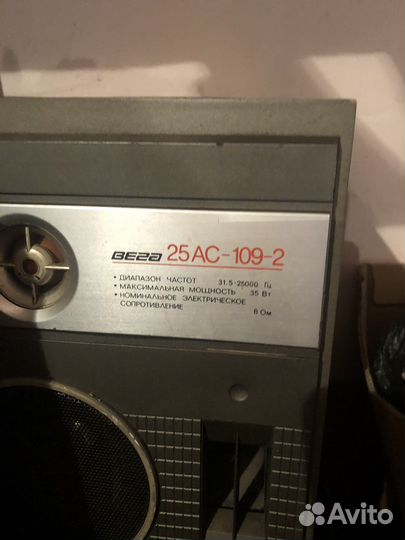 ВЕГА 25АС-109-2
• ДИАПАЗОН ЧАСТОТ 31.5-25000 Гц
• МАКСИМАЛЬНАЯ МОЩНОСТЬ 35 Вт
• НОМИНАЛЬНОЕ ЭЛЕКТРИЧЕСКОЕ
СОПРОТИВЛЕНИЕ 8 Ом
Avito